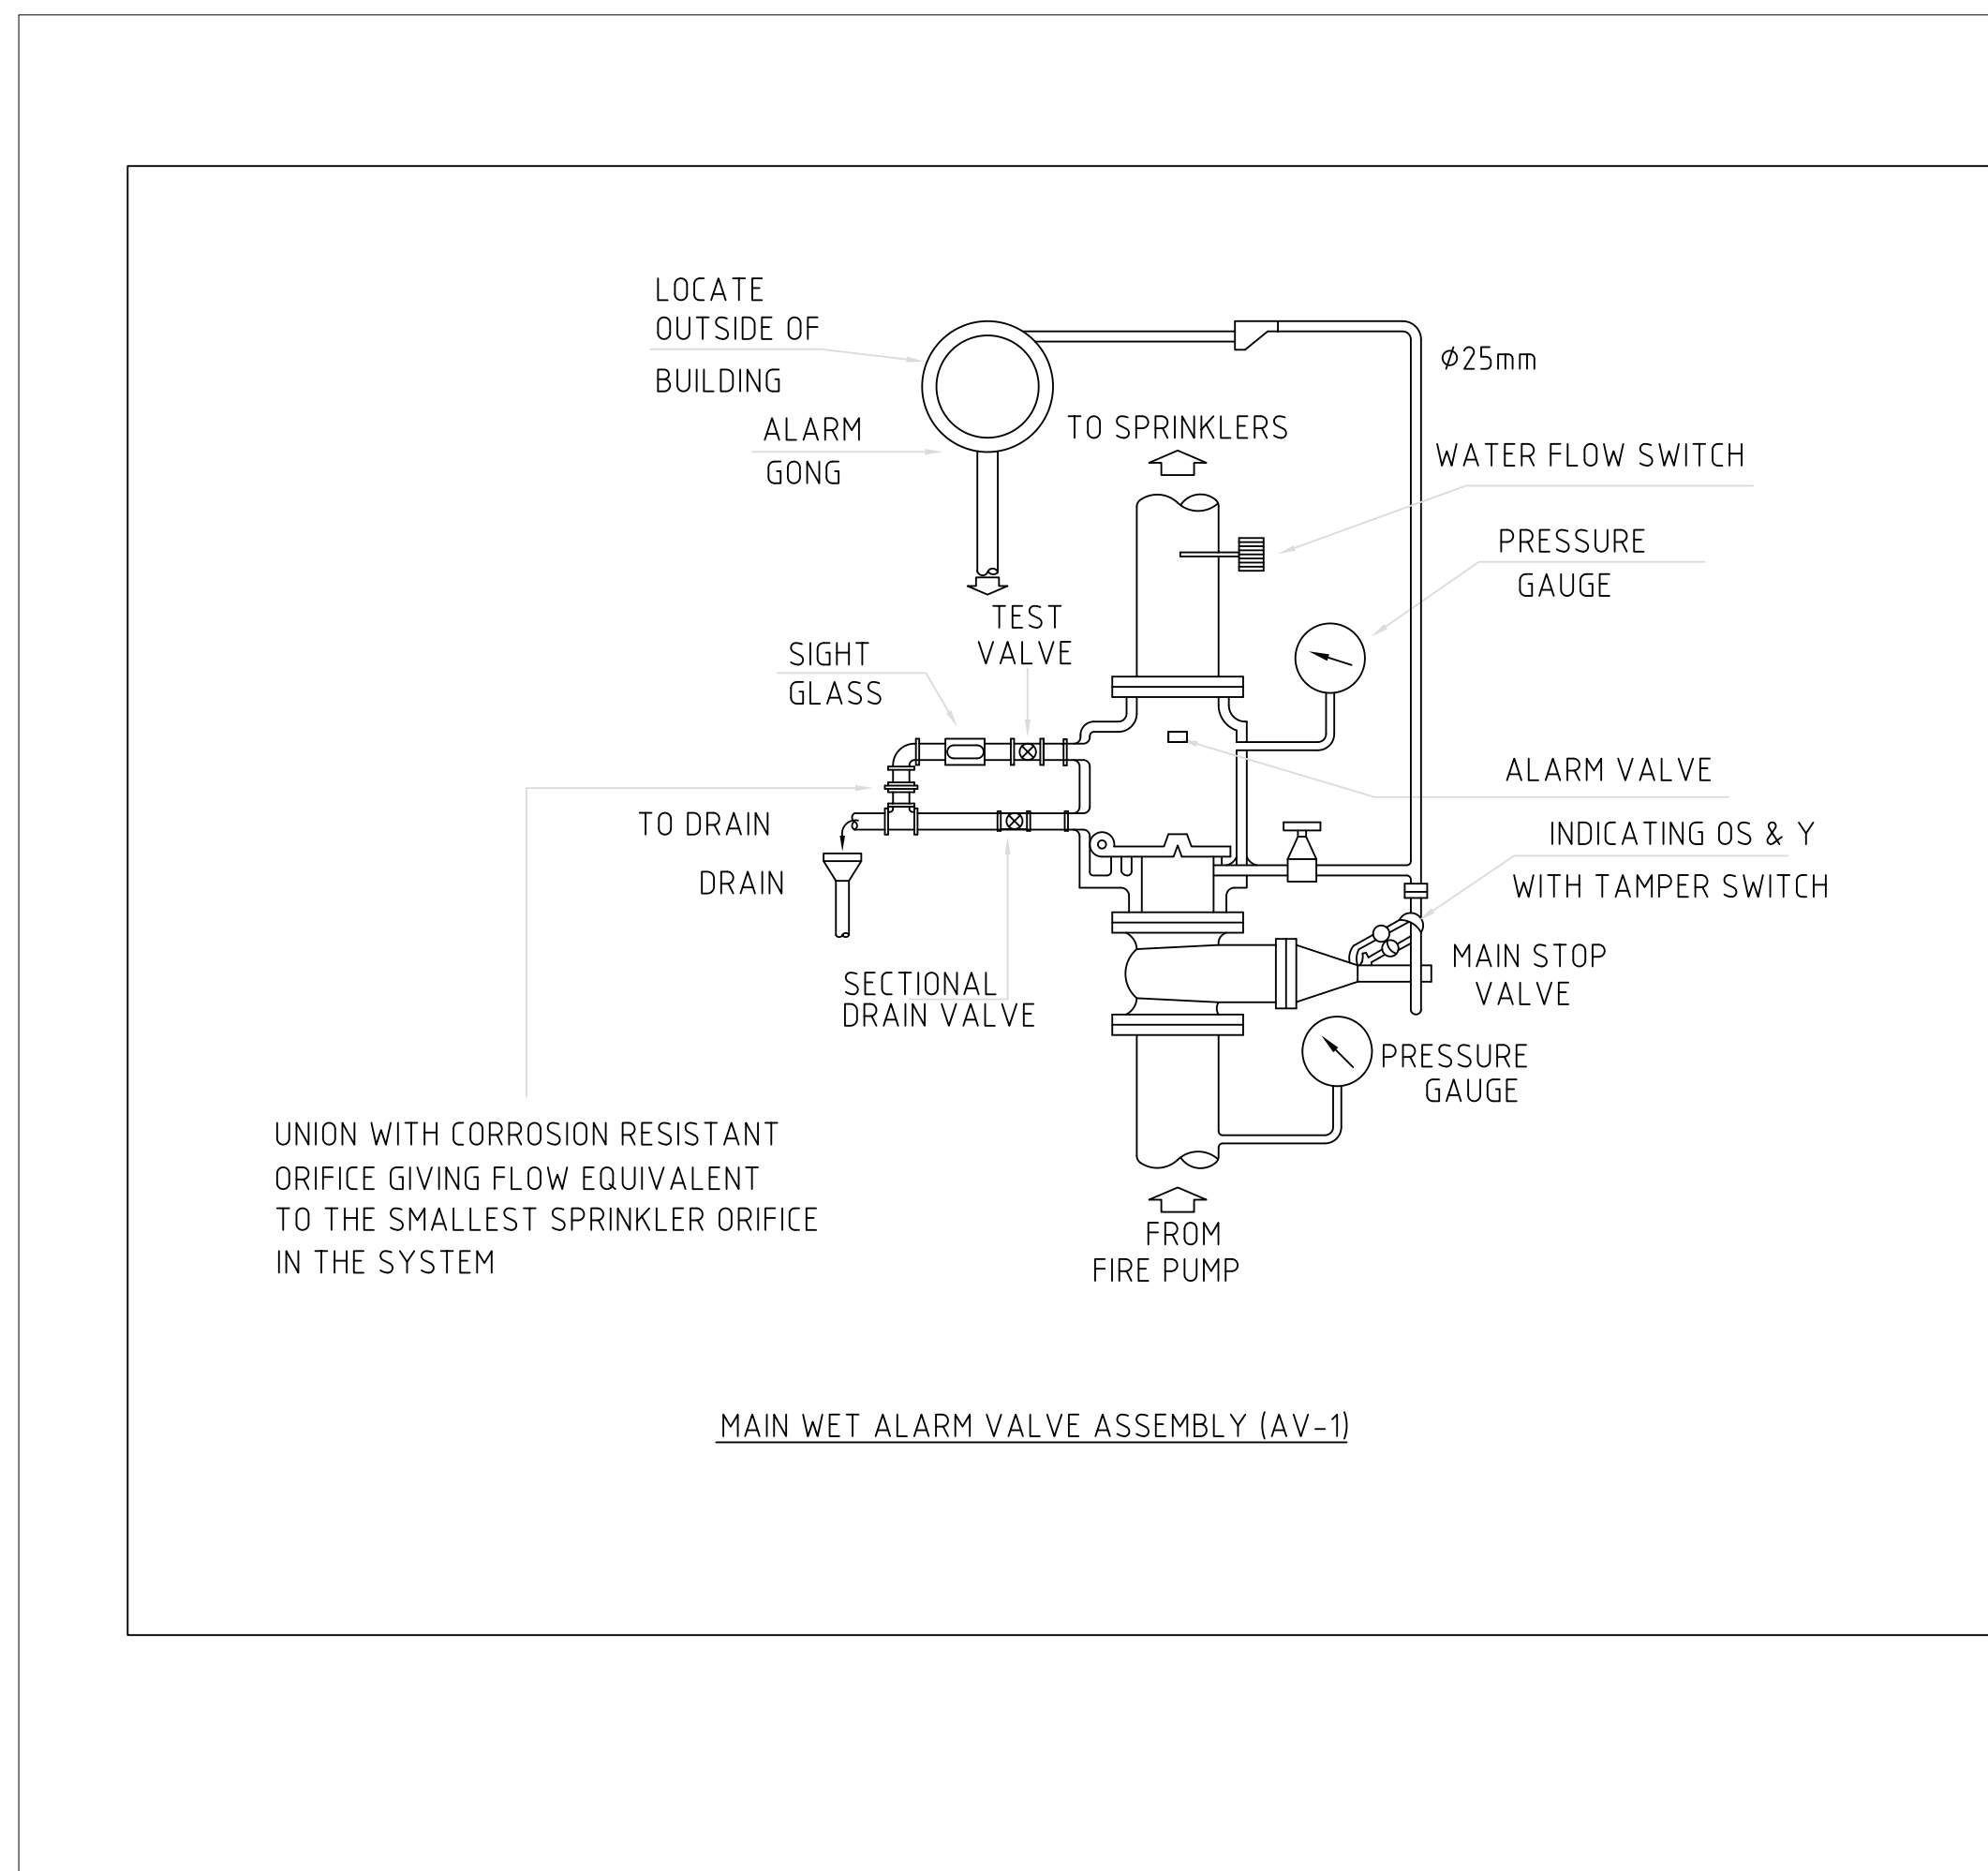 LOCATE
OUTSIDE OF
BUILDING
ALARM
GONG
TO SPRINKLERS
Ø25mm
WATER FLOW SWITCH
PRESSURE
GAUGE
TEST
VALVE
SIGHT
GLASS
ALARM VALVE
TO DRAIN
DRAIN
INDICATING OS & Y
WITH TAMPER SWITCH
MAIN STOP
VALVE
SECTIONAL
DRAIN VALVE
PRESSURE
GAUGE
UNION WITH CORROSION RESISTANT
ORIFICE GIVING FLOW EQUIVALENT
TO THE SMALLEST SPRINKLER ORIFICE
IN THE SYSTEM
FROM
FIRE PUMP
MAIN WET ALARM VALVE ASSEMBLY (AV-1)